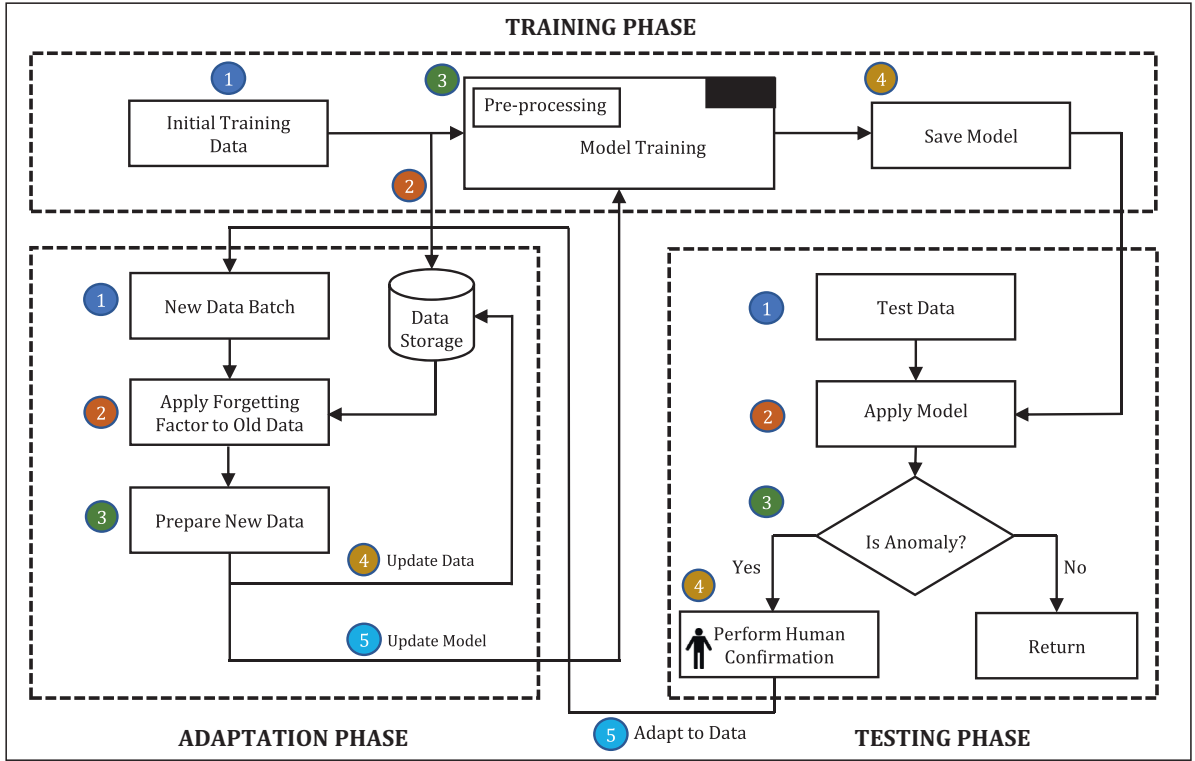 TRAINING PHASE
1
3
4
Initial Training
Data
Pre-processing
Model Training
Save Model
2
1
New Data Batch
Data
Storage
2
Apply Forgetting
Factor to Old Data
3
Prepare New Data
4 Update Data
5 Update Model
ADAPTATION PHASE
1
Test Data
2
Apply Model
3
Is Anomaly?
Yes
No
4
Perform Human
Confirmation
Return
5 Adapt to Data
TESTING PHASE